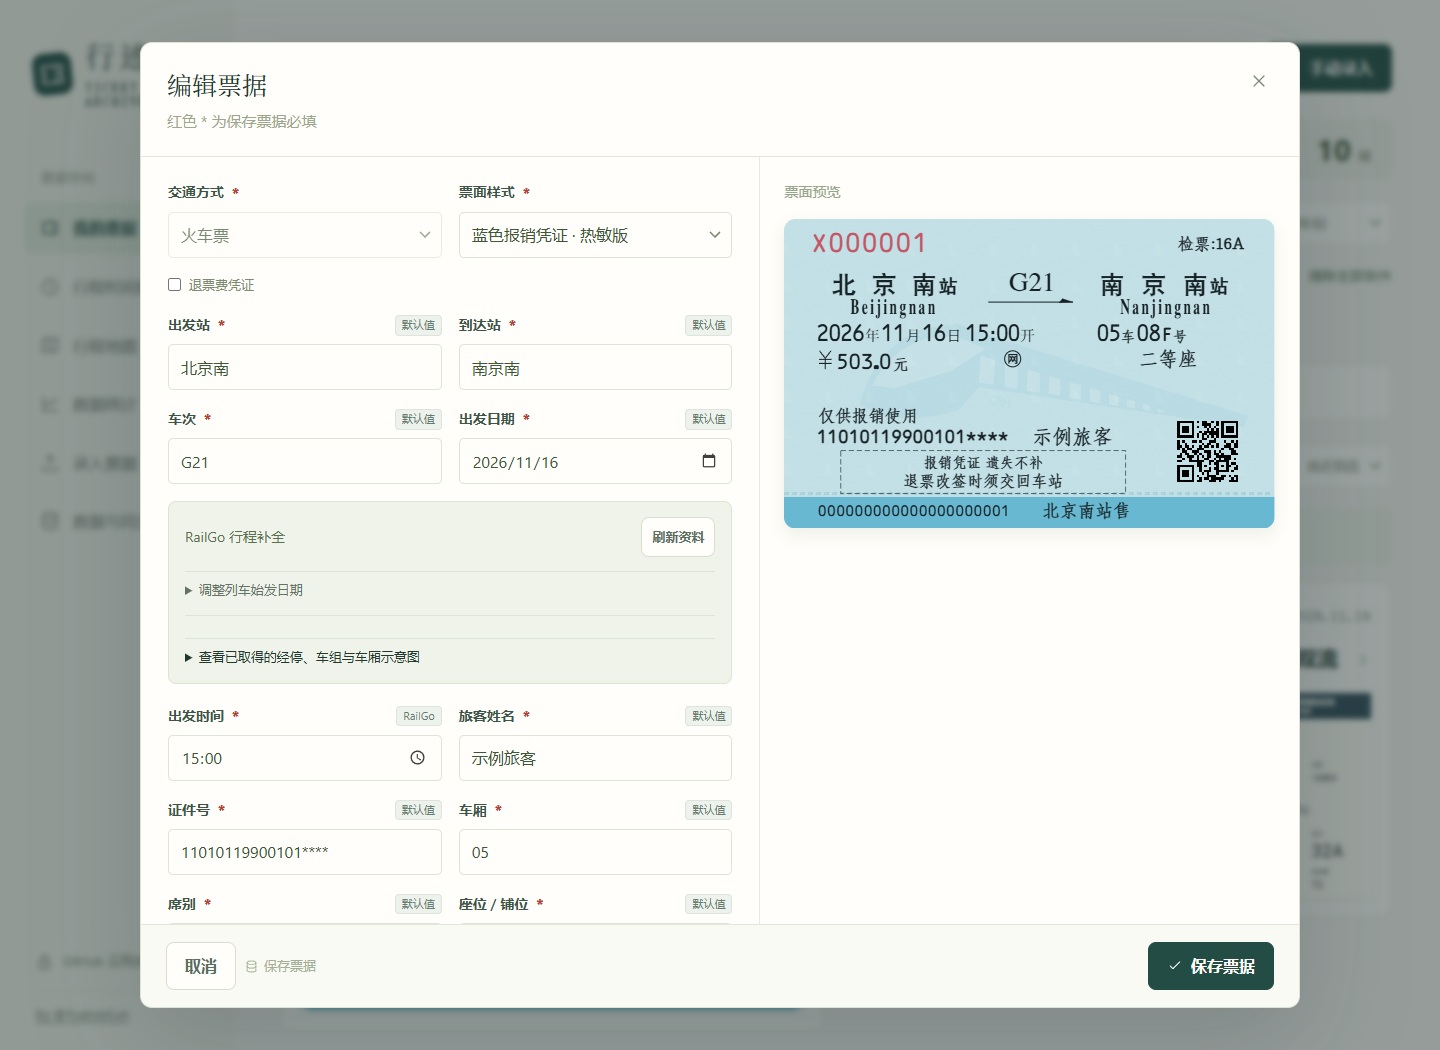 编辑票据
红色 * 为保存票据必填
交通方式 *
票面样式 *
火车票
蓝色报销凭证 · 热敏版
退票费凭证
出发站 * 默认值
到达站 * 默认值
北京南
南京南
车次 * 默认值
出发日期 * 默认值
G21
2026/11/16
RailGo 行程补全
刷新资料
调整列车始发日期
查看已取得的经停、车组与车厢示意图
出发时间 * RailGo
旅客姓名 * 默认值
15:00
示例旅客
证件号 * 默认值
车厢 * 默认值
11010119900101****
05
席别 * 默认值
座位 / 铺位 * 默认值
取消
保存票据
保存票据
票面预览
X000001
检票:16A
北京南站
G21
南京南站
Beijingnan
Nanjingnan
2026年11月16日15:00开
05车08F号
￥503.0元
网
二等座
仅供报销使用
11010119900101**** 示例旅客
报销凭证 遗失不补
退票改签时须交回车站
000000000000000000001 北京南站售
手动录入
10